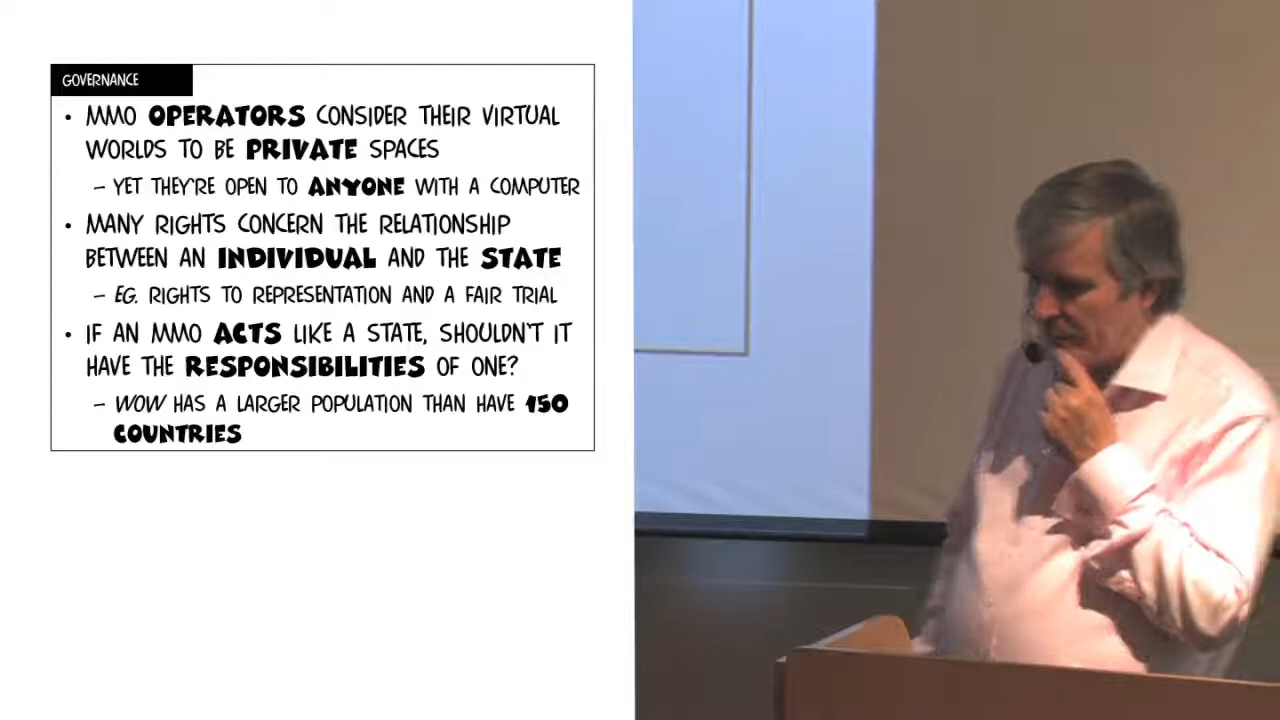 GOVERNANCE
• MMO OPERATORS CONSIDER THEIR VIRTUAL
WORLDS TO BE PRIVATE SPACES
– YET THEY'RE OPEN TO ANYONE WITH A COMPUTER
• MANY RIGHTS CONCERN THE RELATIONSHIP
BETWEEN AN INDIVIDUAL AND THE STATE
– EG. RIGHTS TO REPRESENTATION AND A FAIR TRIAL
• IF AN MMO ACTS LIKE A STATE, SHOULDN'T IT
HAVE THE RESPONSIBILITIES OF ONE?
– WOW HAS A LARGER POPULATION THAN HAVE 150
COUNTRIES